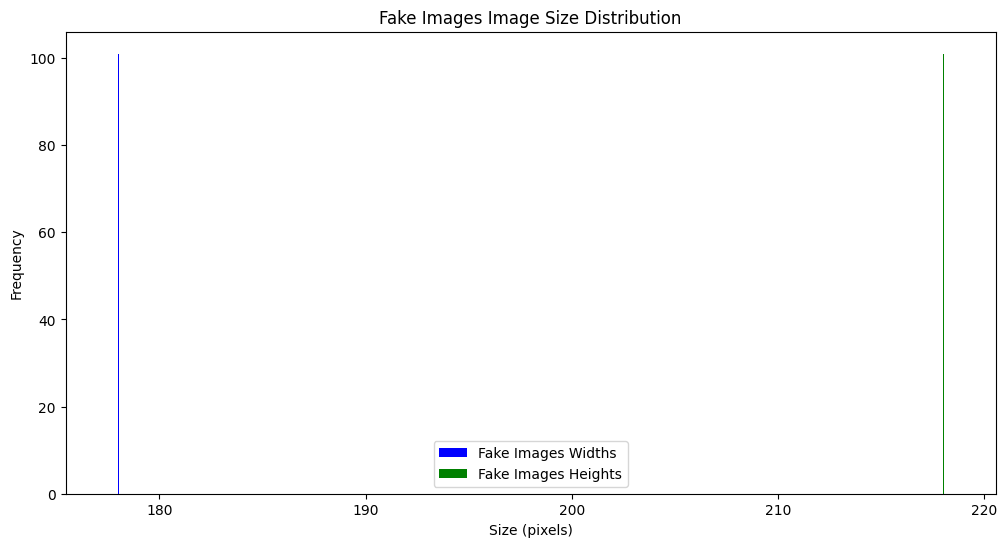 Fake Images Image Size Distribution
100
80
60
40
20
0
Frequency
Fake Images Widths
Fake Images Heights
180 190 200 210 220
Size (pixels)